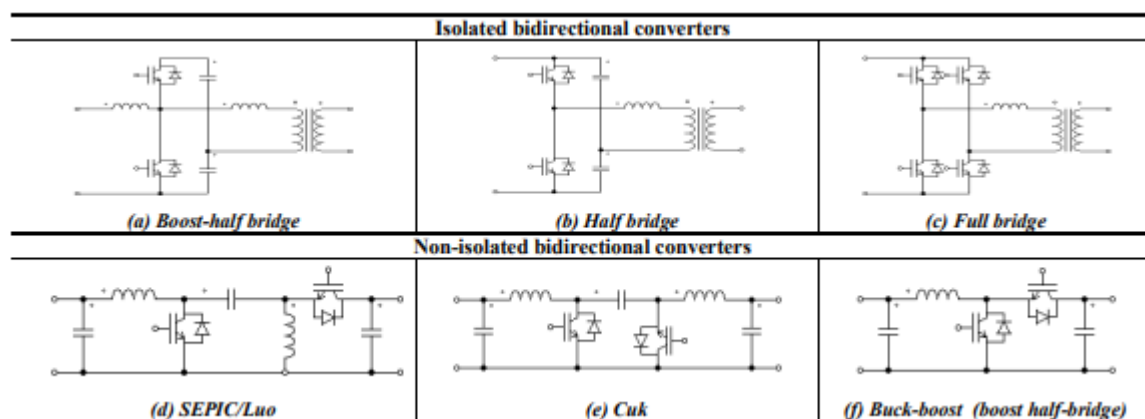 Isolated bidirectional converters
(a) Boost-half bridge
(b) Half bridge
(c) Full bridge
Non-isolated bidirectional converters
(d) SEPIC/Luo
(e) Cuk
(f) Buck-boost (boost half-bridge)